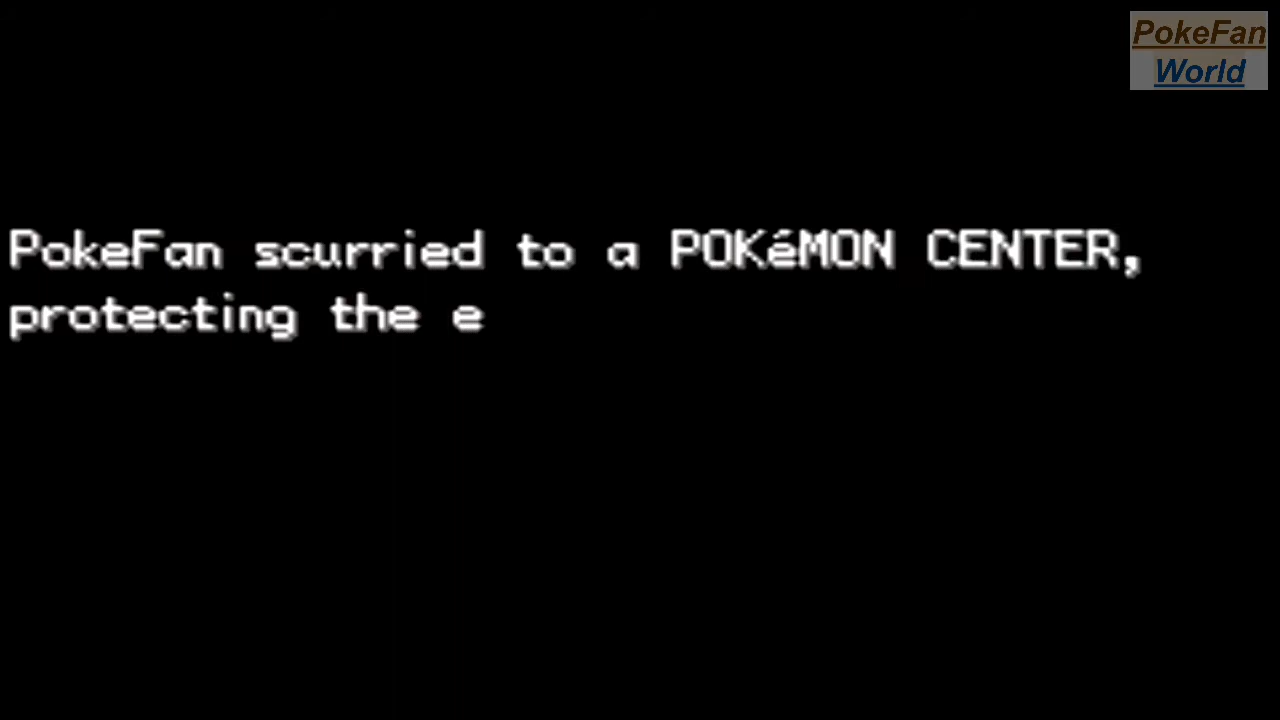 PokeFan
World
PokeFan scurried to a POKéMON CENTER,
protecting the e